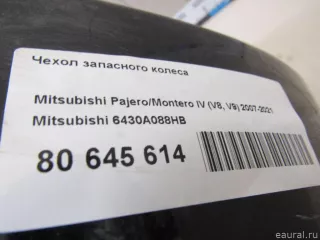 Чехол запасного колеса
Mitsubishi Pajero/Montero IV (V8, V9) 2007-2021
Mitsubishi 6430A088HB
80 645 614
eaural.ru